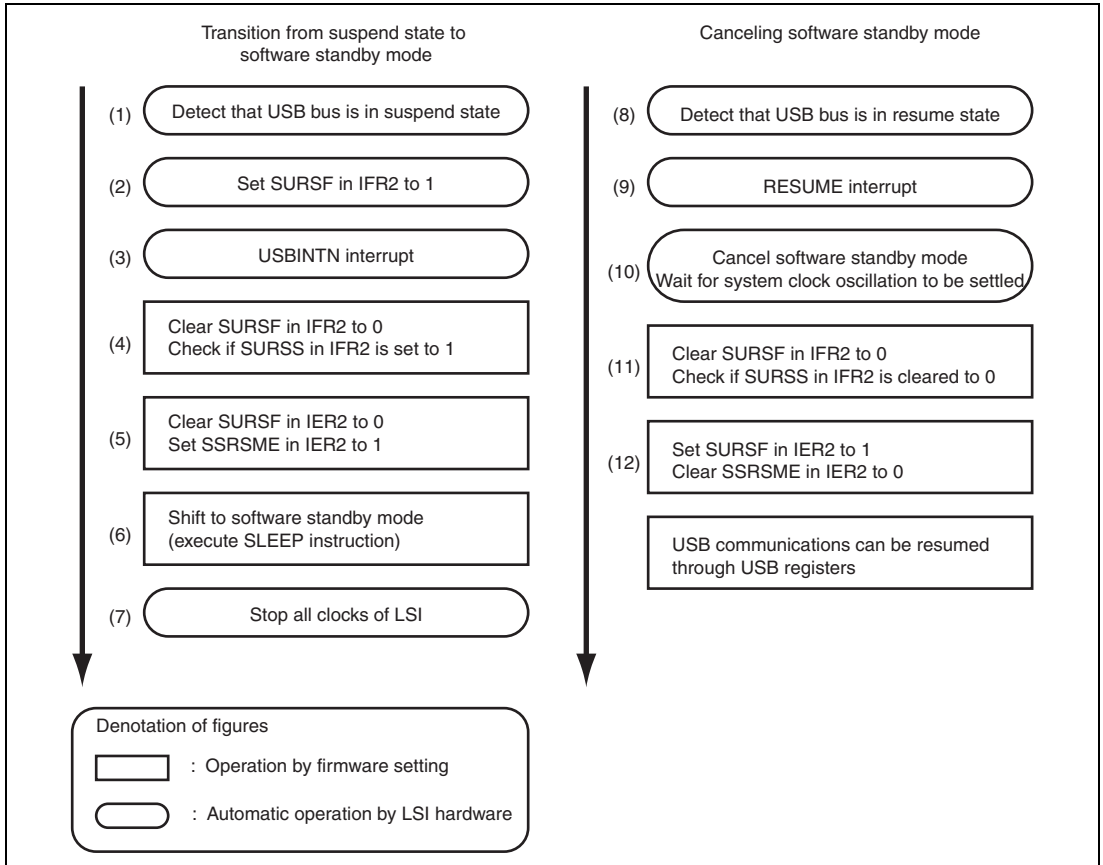 Transition from suspend state to
software standby mode
(1) Detect that USB bus is in suspend state
(2) Set SURSF in IFR2 to 1
(3) USBINTN interrupt
(4) Clear SURSF in IFR2 to 0
Check if SURSS in IFR2 is set to 1
(5) Clear SURSF in IER2 to 0
Set SSRSME in IER2 to 1
(6) Shift to software standby mode
(execute SLEEP instruction)
(7) Stop all clocks of LSI
Canceling software standby mode
(8) Detect that USB bus is in resume state
(9) RESUME interrupt
(10) Cancel software standby mode
Wait for system clock oscillation to be settled
(11) Clear SURSF in IFR2 to 0
Check if SURSS in IFR2 is cleared to 0
(12) Set SURSF in IER2 to 1
Clear SSRSME in IER2 to 0
USB communications can be resumed
through USB registers
Denotation of figures
: Operation by firmware setting
: Automatic operation by LSI hardware